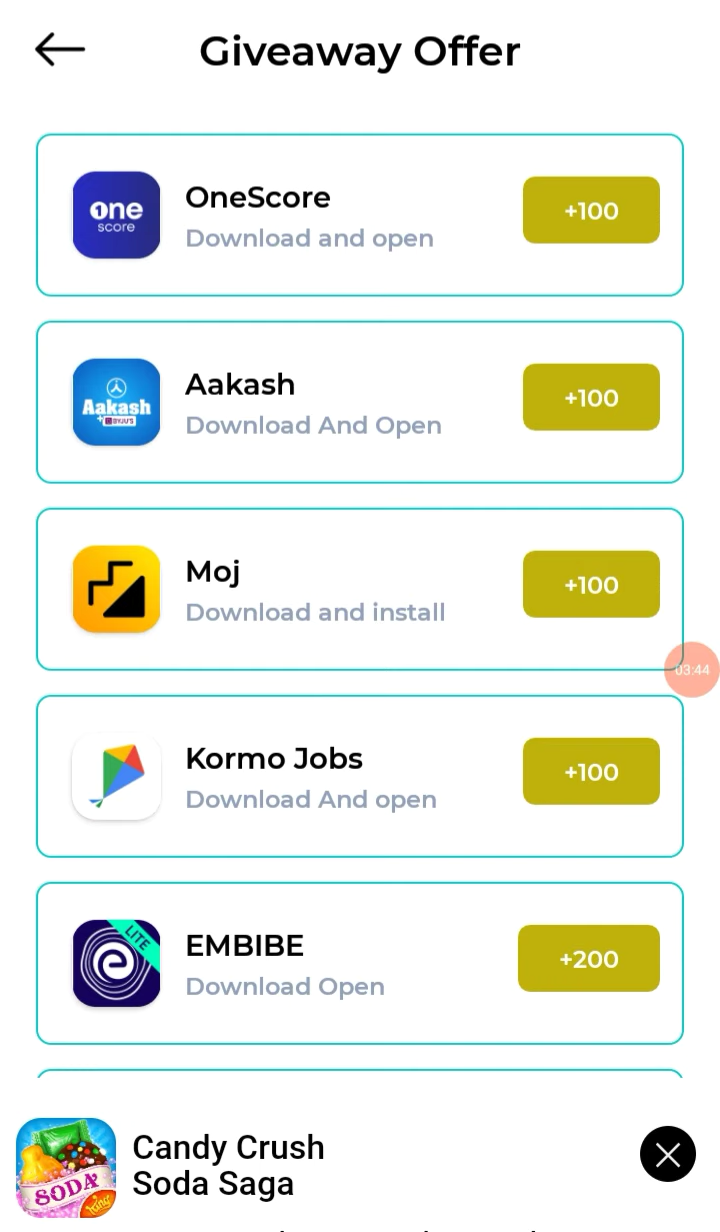 Giveaway Offer
one
score
OneScore
Download and open
+100
Aakash
+ BYJU'S
Aakash
Download And Open
+100
Moj
Download and install
+100
03:44
Kormo Jobs
Download And open
+100
LITE
e
EMBIBE
Download Open
+200
SODA
King
Candy Crush
Soda Saga